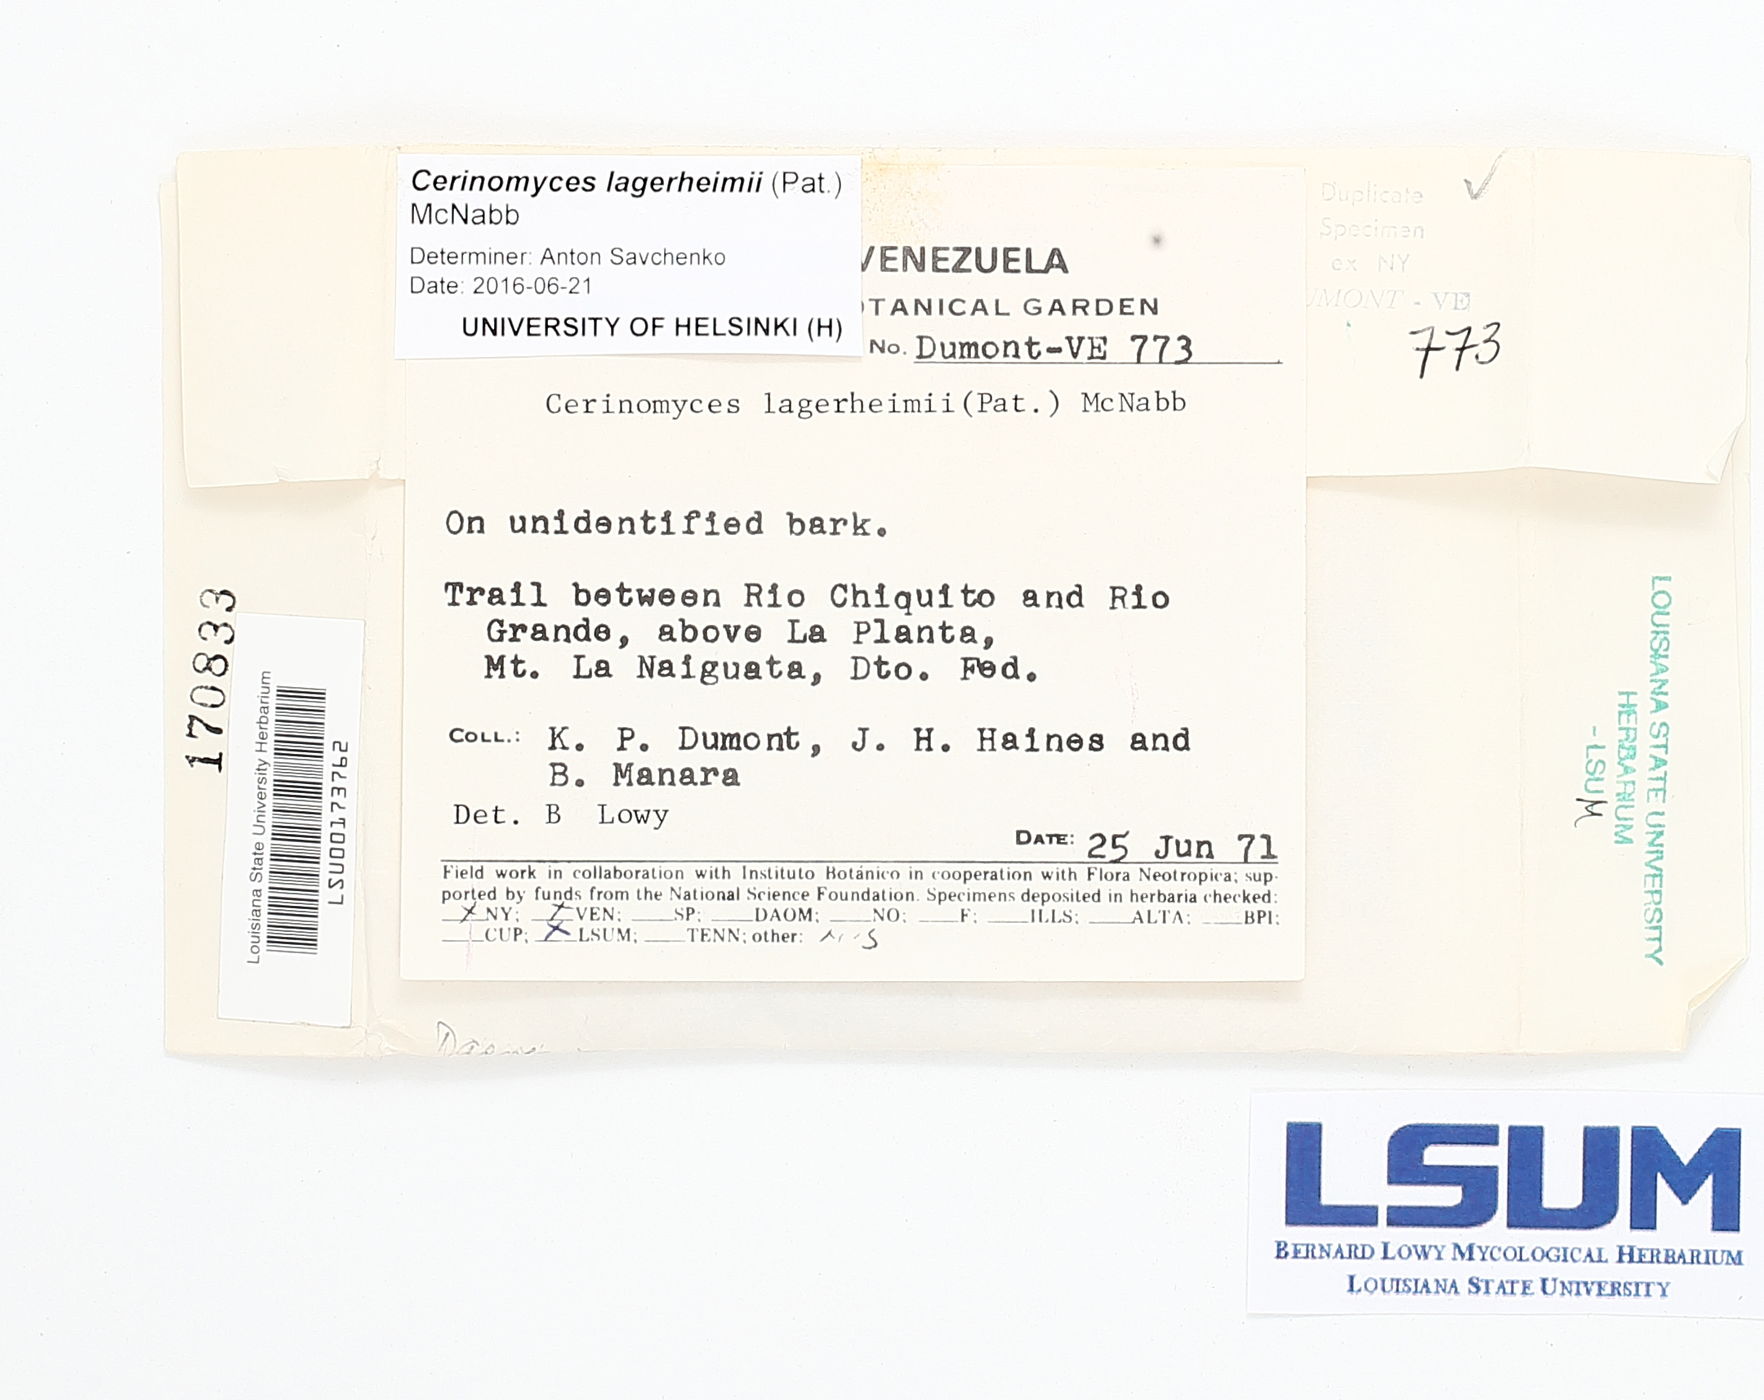 Cerinomyces lagerheimii (Pat.)
McNabb
Determiner: Anton Savchenko
Date: 2016-06-21
UNIVERSITY OF HELSINKI (H)
VENEZUELA
OTANICAL GARDEN
No. Dumont-VE 773
Cerinomyces lagerheimii(Pat.) McNabb
On unidentified bark.
Trail between Rio Chiquito and Rio
Grande, above La Planta,
Mt. La Naiguata, Dto. Fed.
COLL.: K. P. Dumont, J. H. Haines and
B. Manara
Det. B Lowy
DATE: 25 Jun 71
Field work in collaboration with Instituto Botánico in cooperation with Flora Neotropica; sup-
ported by funds from the National Science Foundation. Specimens deposited in herbaria checked:
X NY; X VEN; SP; DAOM; NO; F; ILLS; ALTA; BPI;
CUP; X LSUM; TENN; other:
Duplicate
Specimen
ex NY
UMONT - VE
773
170833
Louisiana State University Herbarium
LSU00173762
LOUISIANA STATE UNIVERSITY
HERBARIUM
-LSUM
LSUM
BERNARD LOWY MYCOLOGICAL HERBARIUM
LOUISIANA STATE UNIVERSITY